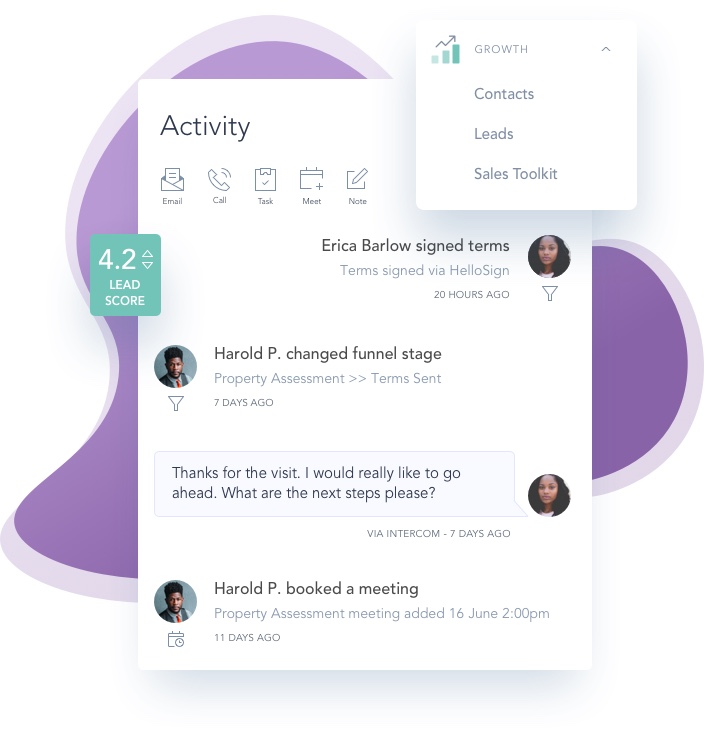 GROWTH
Contacts
Leads
Sales Toolkit
Activity
Email
Call
Task
Meet
Note
4.2
LEAD
SCORE
Erica Barlow signed terms
Terms signed via HelloSign
20 HOURS AGO
Harold P. changed funnel stage
Property Assessment >> Terms Sent
7 DAYS AGO
Thanks for the visit. I would really like to go
ahead. What are the next steps please?
VIA INTERCOM - 7 DAYS AGO
Harold P. booked a meeting
Property Assessment meeting added 16 June 2:00pm
11 DAYS AGO